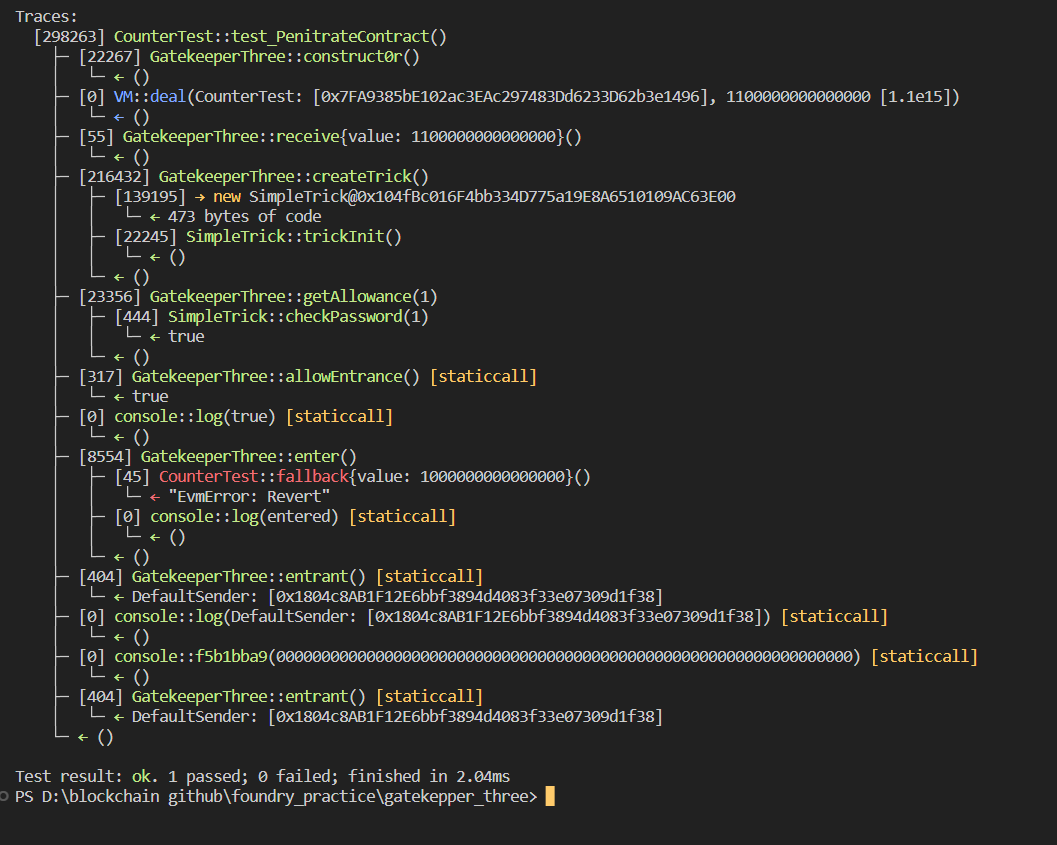 Traces:
  [298263] CounterTest::test_PenitrateContract()
    ├─ [22267] GatekeeperThree::construct0r()
    │   └─ ← ()
    ├─ [0] VM::deal(CounterTest: [0x7FA9385bE102ac3EAc297483Dd6233D62b3e1496], 1100000000000000 [1.1e15])
    │   └─ ← ()
    ├─ [55] GatekeeperThree::receive{value: 1100000000000000}()
    │   └─ ← ()
    ├─ [216432] GatekeeperThree::createTrick()
    │   ├─ [139195] → new SimpleTrick@0x104fBc016F4bb334D775a19E8A6510109AC63E00
    │   │   └─ ← 473 bytes of code
    │   ├─ [22245] SimpleTrick::trickInit()
    │   │   └─ ← ()
    │   └─ ← ()
    ├─ [23356] GatekeeperThree::getAllowance(1)
    │   ├─ [444] SimpleTrick::checkPassword(1)
    │   │   └─ ← true
    │   └─ ← ()
    ├─ [317] GatekeeperThree::allowEntrance() [staticcall]
    │   └─ ← true
    ├─ [0] console::log(true) [staticcall]
    │   └─ ← ()
    ├─ [8554] GatekeeperThree::enter()
    │   ├─ [45] CounterTest::fallback{value: 1000000000000000}()
    │   │   └─ ← "EvmError: Revert"
    │   ├─ [0] console::log(entered) [staticcall]
    │   │   └─ ← ()
    │   └─ ← ()
    ├─ [404] GatekeeperThree::entrant() [staticcall]
    │   └─ ← DefaultSender: [0x1804c8AB1F12E6bbf3894d4083f33e07309d1f38]
    ├─ [0] console::log(DefaultSender: [0x1804c8AB1F12E6bbf3894d4083f33e07309d1f38]) [staticcall]
    │   └─ ← ()
    ├─ [0] console::f5b1bba9(0000000000000000000000000000000000000000000000000000000000000000) [staticcall]
    │   └─ ← ()
    ├─ [404] GatekeeperThree::entrant() [staticcall]
    │   └─ ← DefaultSender: [0x1804c8AB1F12E6bbf3894d4083f33e07309d1f38]
    └─ ← ()

Test result: ok. 1 passed; 0 failed; finished in 2.04ms
PS D:\blockchain github\foundry_practice\gatekepper_three>